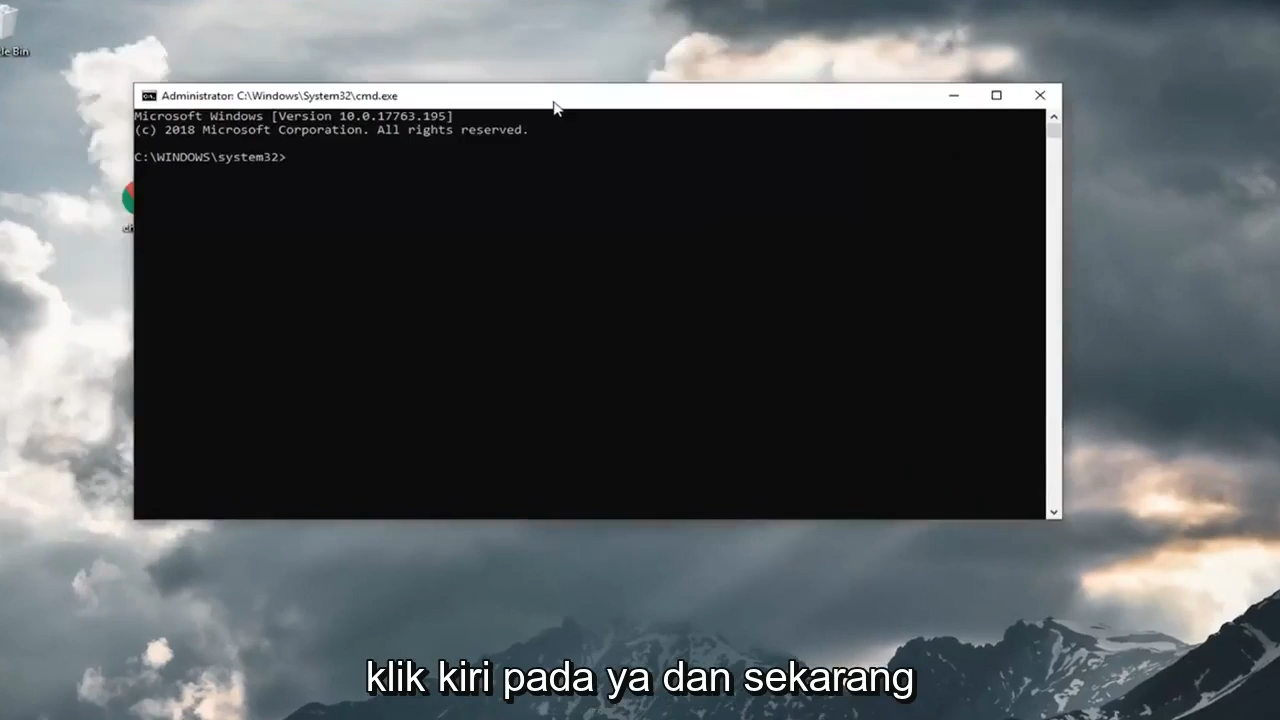 Administrator: C:\Windows\System32\cmd.exe
Microsoft Windows [Version 10.0.17763.195]
(c) 2018 Microsoft Corporation. All rights reserved.
C:\WINDOWS\system32>
Bin
klik kiri pada ya dan sekarang